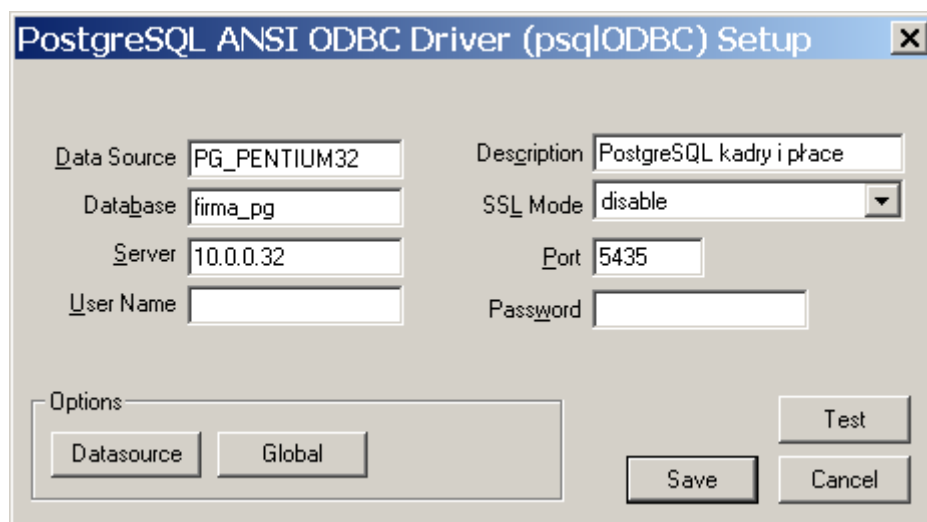 PostgreSQL ANSI ODBC Driver (psqlODBC) Setup
Data Source PG_PENTIUM32 Description PostgreSQL kadry i płace
Database firma_pg SSL Mode disable
Server 10.0.0.32 Port 5435
User Name Password
Options
Datasource Global
Test
Save Cancel